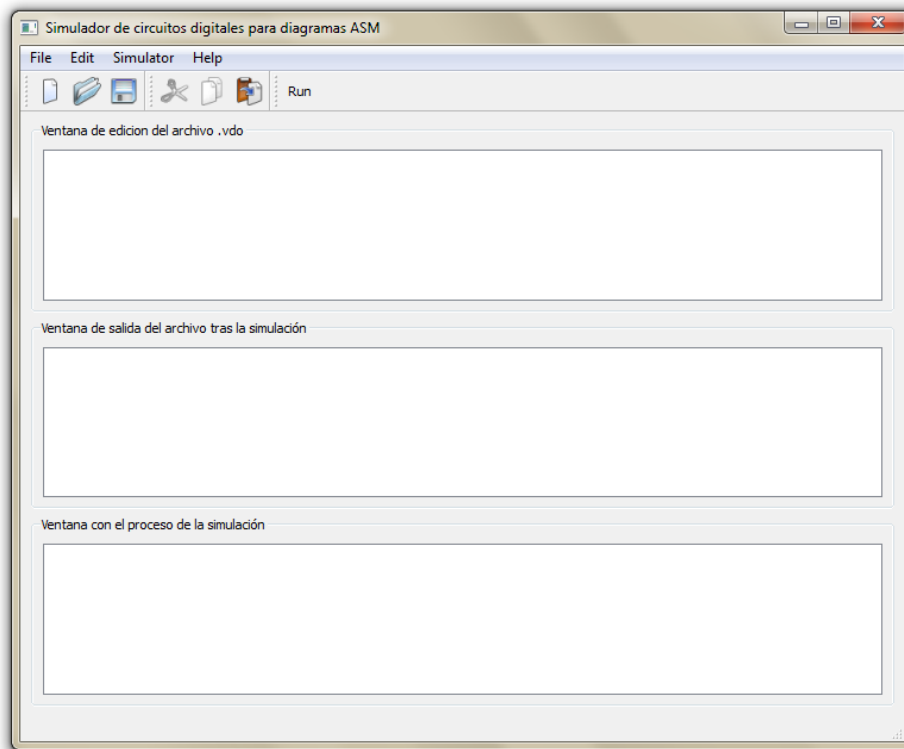 Simulador de circuitos digitales para diagramas ASM
File Edit Simulator Help
Run
Ventana de edicion del archivo .vdo
Ventana de salida del archivo tras la simulación
Ventana con el proceso de la simulación